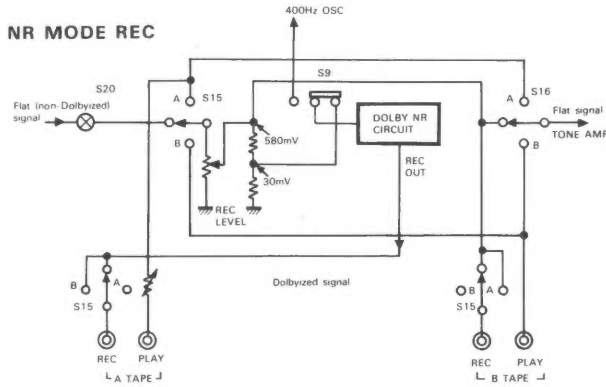 400Hz OSC
NR MODE REC
S20
S9
A
S15
A
S16
Flat (non-Dolbyized)
signal
DOLBY NR
CIRCUIT
Flat signal
TONE AMP
580mV
B
B
REC
OUT
30mV
REC
LEVEL
Dolbyized signal
B
A
B
A
S15
S15
REC
PLAY
REC
PLAY
A TAPE
B TAPE